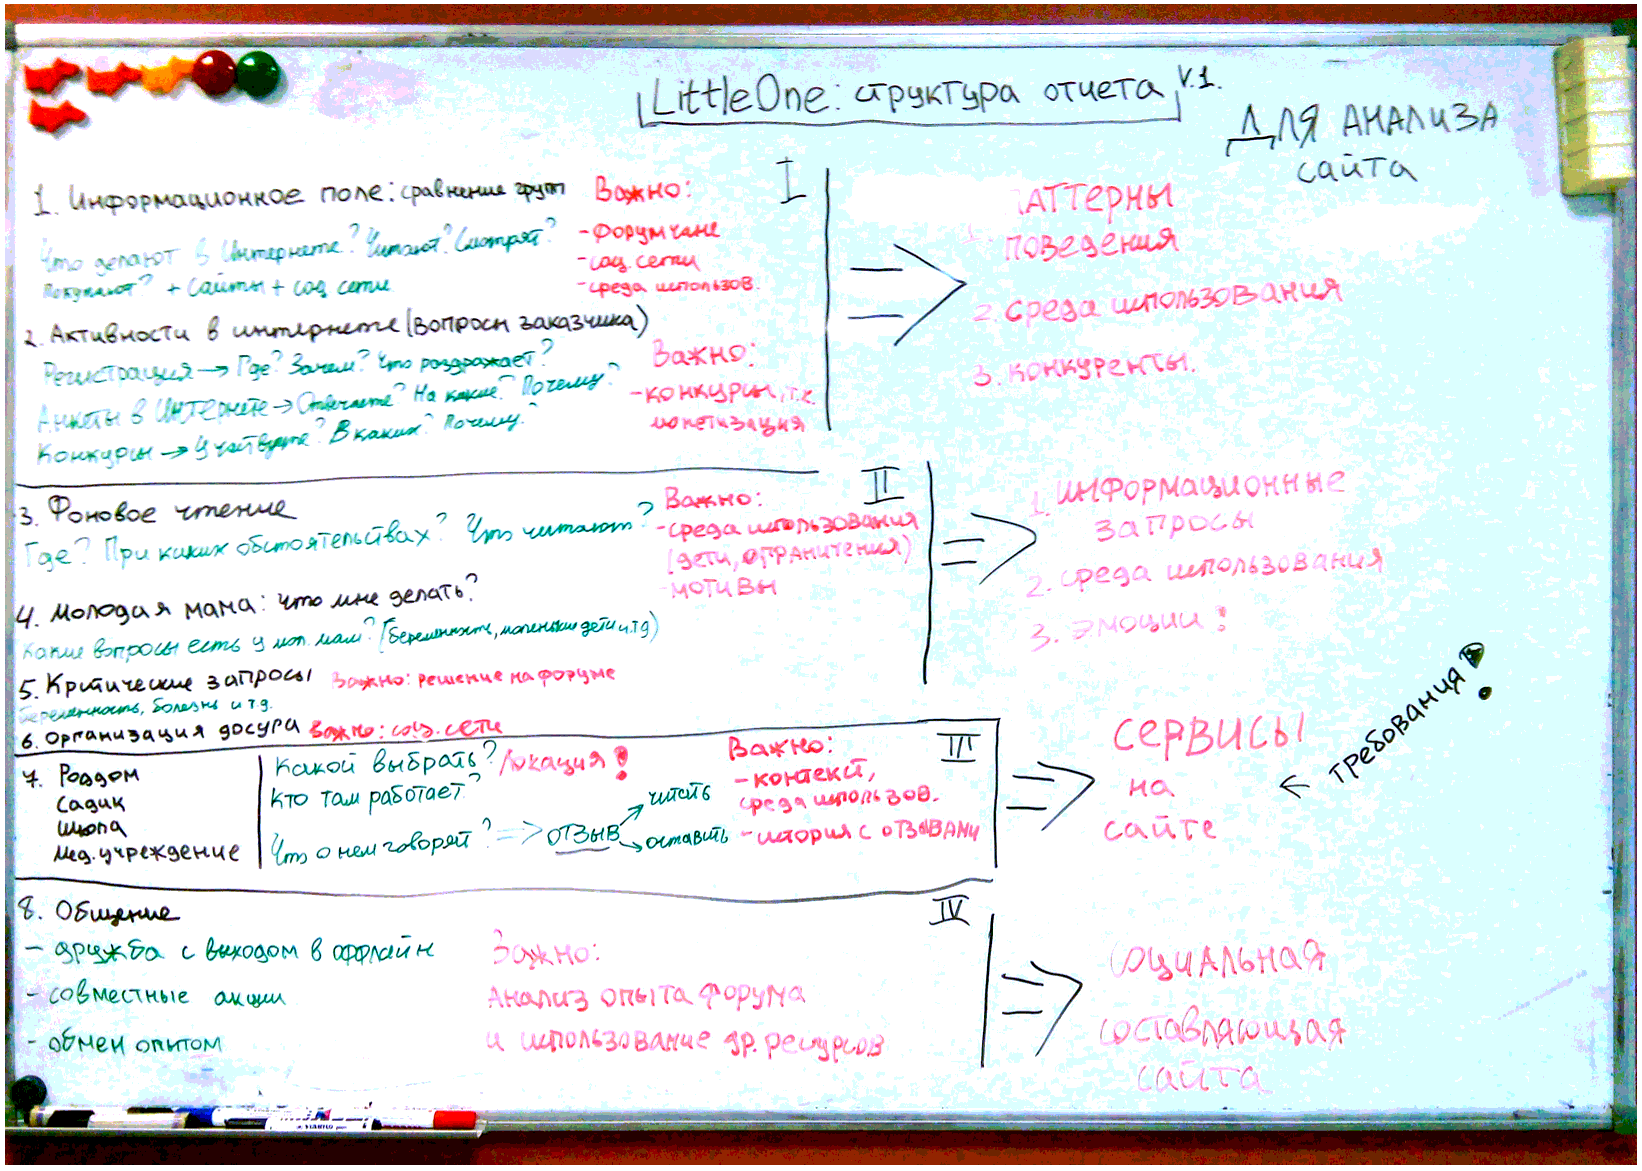 LittleOne: структура отчета v.1.
ДЛЯ АНАЛИЗА
сайта
I
1. Информационное поле: сравнение групп
Что делают в Интернете? Читают? Смотрят?
Покупают? + Сайты + соц сети
Важно:
- форумчане
- соц. сети
- среда использов.
2. Активности в интернете (вопросы заказчика)
Регистрация → Где? Зачем? Что раздражает?
Анкеты в Интернете → Отвечаете? На какие? Почему?
Конкурсы → Участвуете? В каких? Почему?
Важно:
- конкурсы, т.к.
монетизация
⇒
ПАТТЕРНЫ
1. поведения
2. среда использования
3. конкуренты.
II
3. Фоновое чтение
Где? При каких обстоятельствах? Что читают?
Важно:
- среда использования
(дети, ограничения)
- мотивы
4. Молодая мама: что мне делать?
Какие вопросы есть у мол. мам? (беременность, маленькие дети и тд)
5. Критические запросы Важно: решение на форуме
беременность, болезнь и тд.
6. Организация досуга Важно: соц. сети
⇒
1. ИНФОРМАЦИОННЫЕ
запросы
2. среда использования
3. эмоции!
III
7. Роддом
Садик
Школа
Мед. учреждение
Какой выбрать? Локация!
Кто там работает?
Что о нем говорят? => ОТЗЫВ
→ читать
→ оставить
Важно:
- контекст,
среда использов.
- история с отзывами
⇒
СЕРВИСЫ
на
сайте
← требования!
IV
8. Общение
- дружба с выходом в оффлайн
- совместные акции
- обмен опытом
Важно:
Анализ опыта форума
и использование др. ресурсов
⇒
СОЦИАЛЬНАЯ
составляющая
сайта